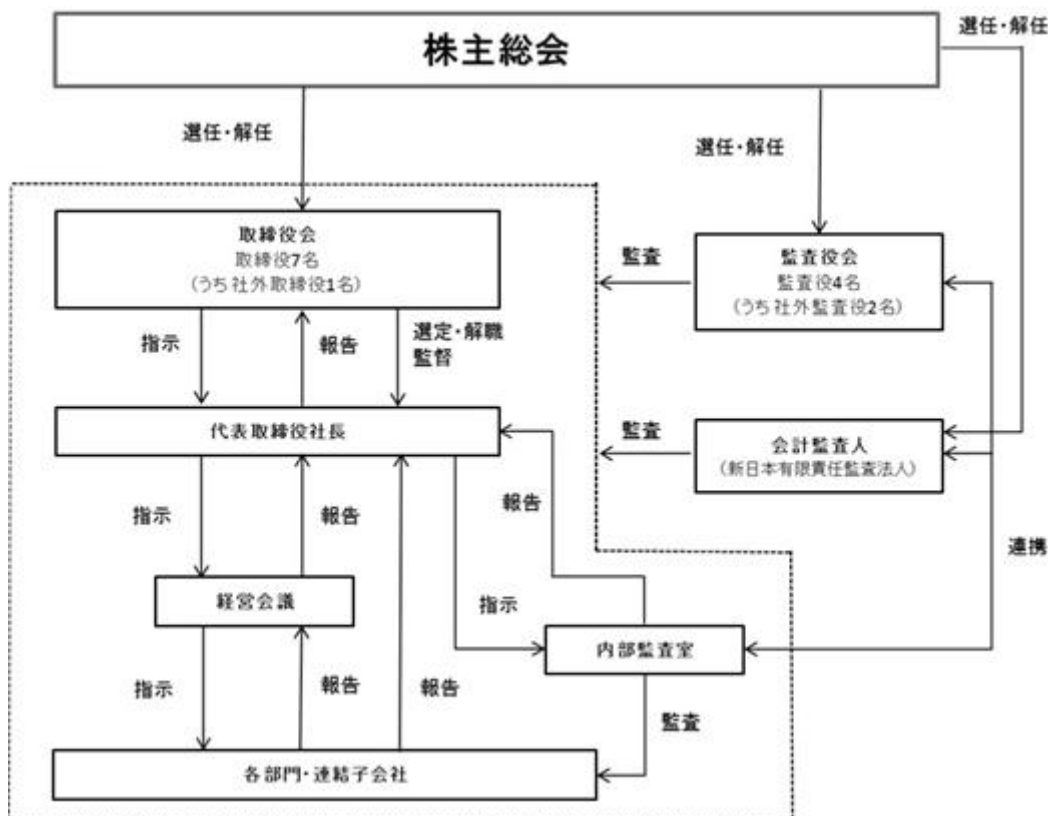 選任・解任
株主総会
選任・解任
選任・解任
取締役会
取締役7名
(うち社外取締役1名)
監査
監査役会
監査役4名
(うち社外監査役2名)
指示
報告
選定・解職
監督
代表取締役社長
監査
会計監査人
(新日本有限責任監査法人)
指示
報告
報告
連携
経営会議
指示
内部監査室
指示
報告
報告
監査
各部門・連結子会社